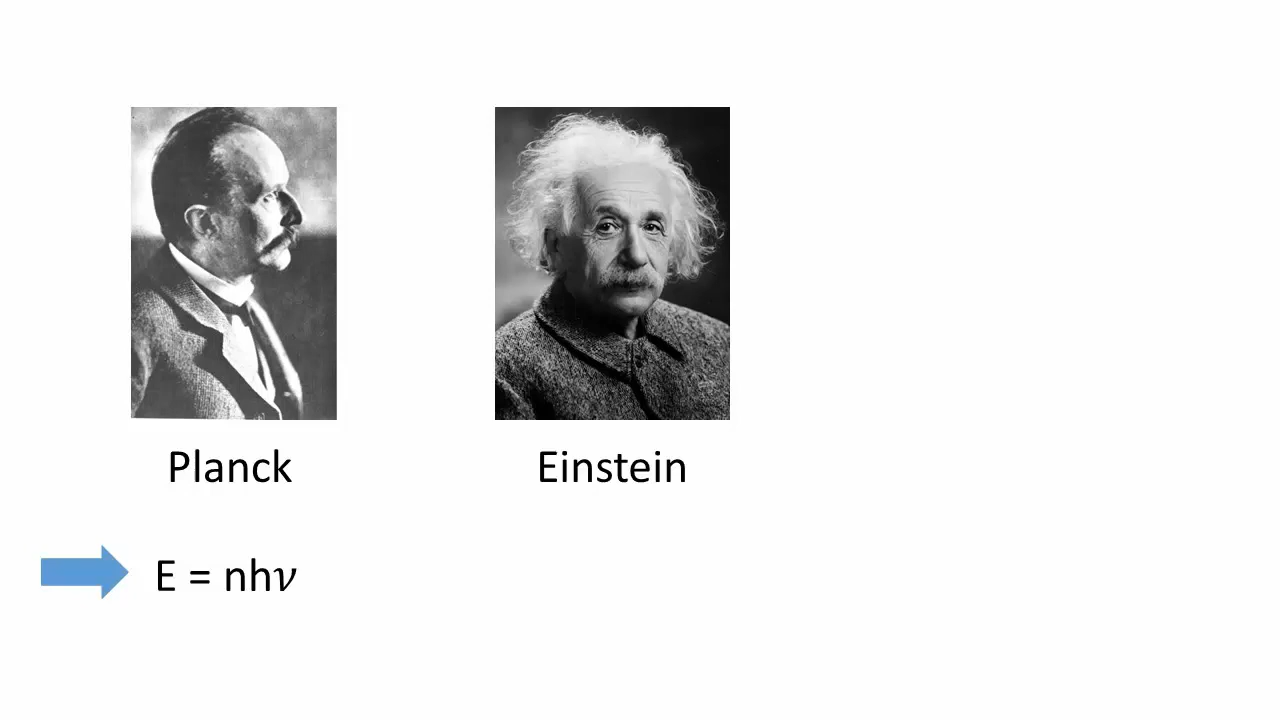 Planck
Einstein
E = nhν